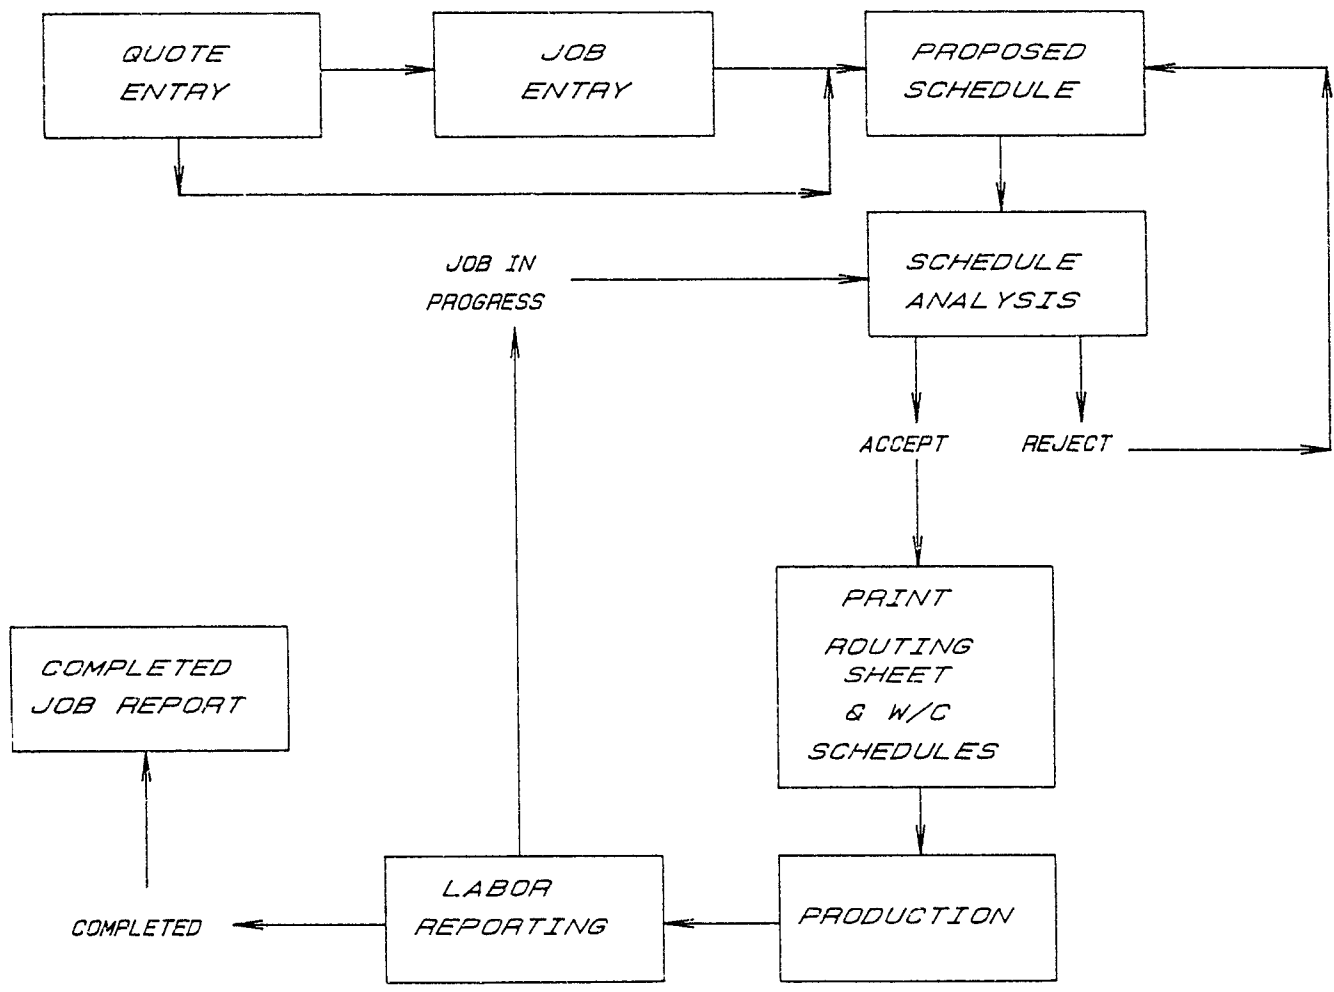 QUOTE
ENTRY
JOB
ENTRY
PROPOSED
SCHEDULE
JOB IN
PROGRESS
SCHEDULE
ANALYSIS
ACCEPT
REJECT
PRINT
ROUTING
SHEET
& W/C
SCHEDULES
COMPLETED
JOB REPORT
COMPLETED
LABOR
REPORTING
PRODUCTION